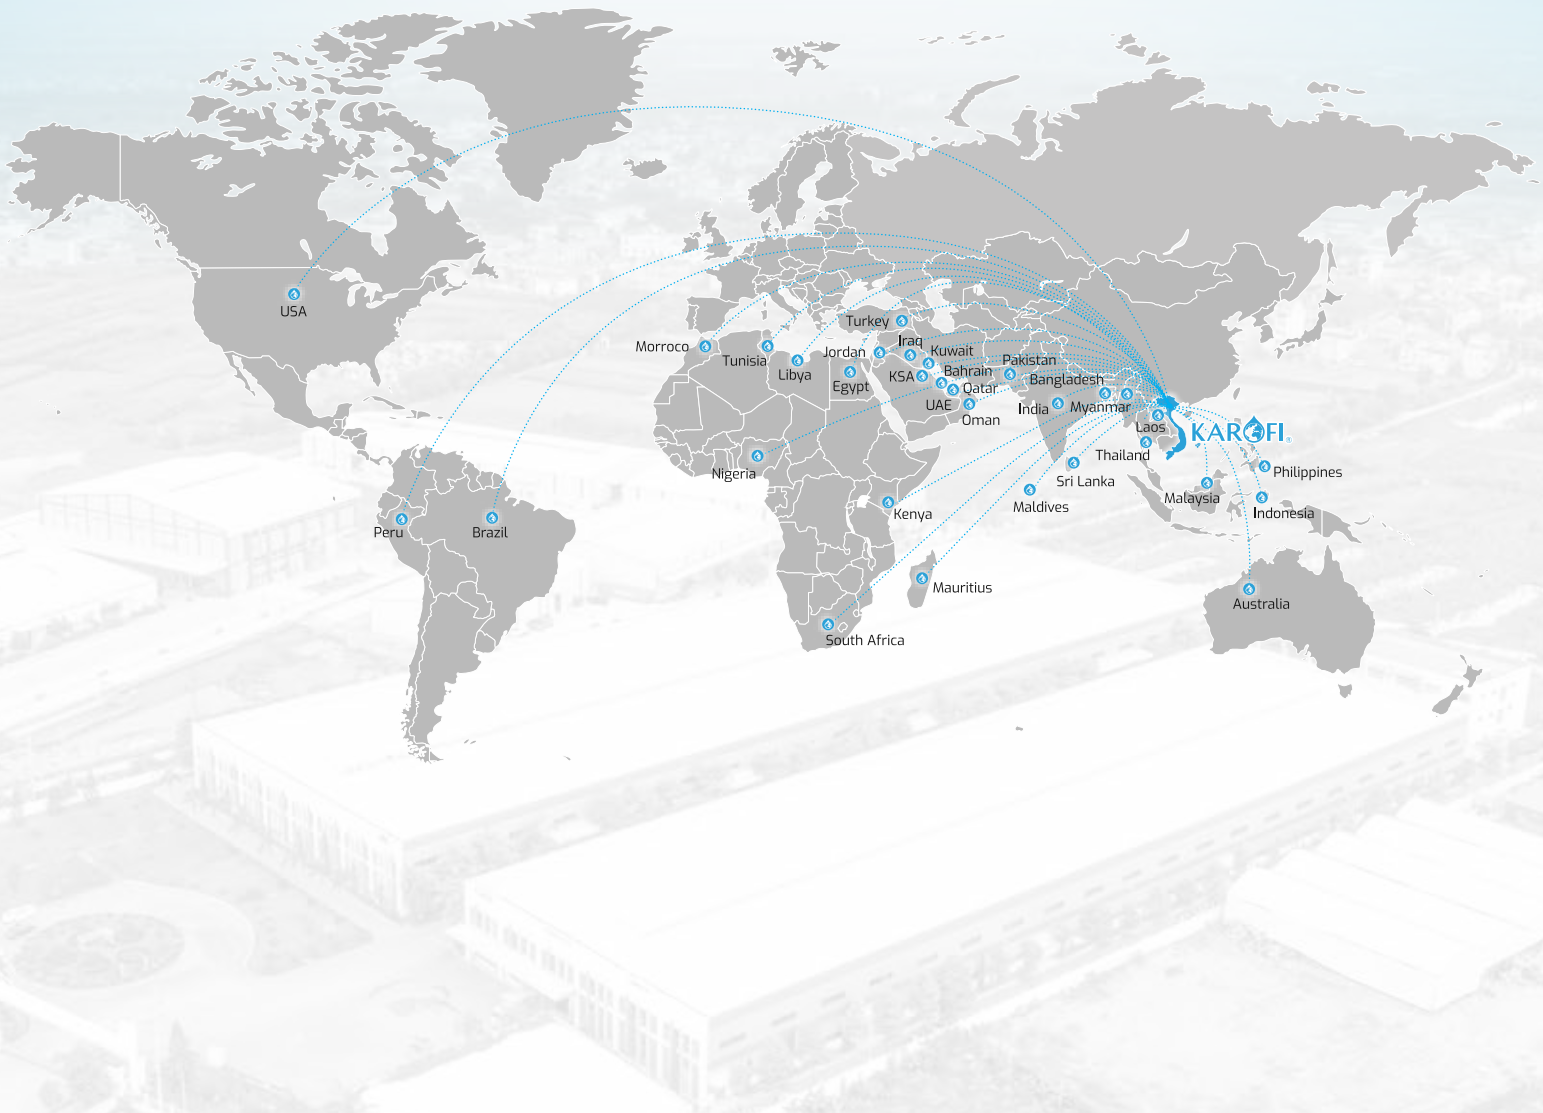 USA
Morroco
Tunisia
Libya
Turkey
Jordan
Iraq
Egypt
Kuwait
KSA
Bahrain
Qatar
UAE
Oman
Pakistan
Bangladesh
India
Myanmar
Laos
KAROFI
Thailand
Sri Lanka
Maldives
Philippines
Malaysia
Indonesia
Nigeria
Kenya
Peru
Brazil
Mauritius
South Africa
Australia